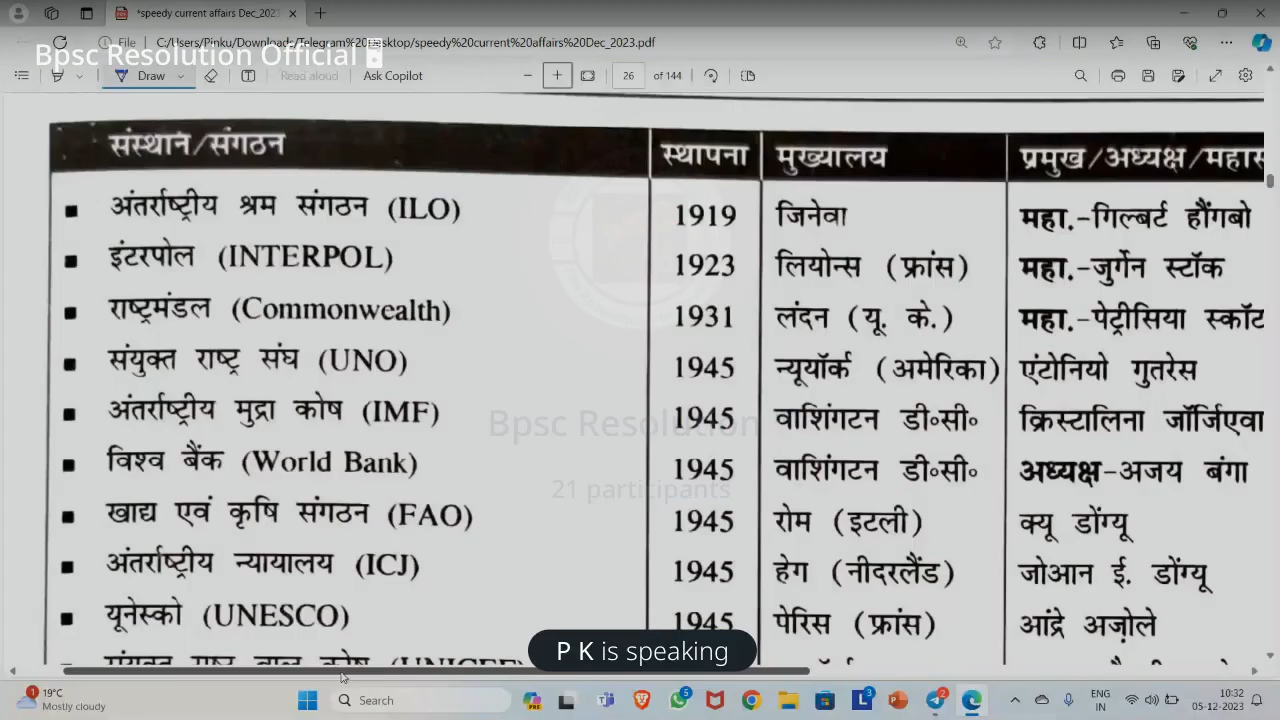 *speedy current affairs Dec_2023
File C:/Users/Pinku/Downloads/Telegram%20Desktop/speedy%20current%20affairs%20Dec_2023.pdf
Bpsc Resolution Official
Draw Read aloud Ask Copilot 26 of 144
संस्थान/संगठन स्थापना मुख्यालय प्रमुख/अध्यक्ष/महास
अंतर्राष्ट्रीय श्रम संगठन (ILO) 1919 जिनेवा महा.-गिल्बर्ट हौंगबो
इंटरपोल (INTERPOL) 1923 लियोन्स (फ्रांस) महा.-जुर्गेन स्टॉक
राष्ट्रमंडल (Commonwealth) 1931 लंदन (यू. के.) महा.-पेट्रीसिया स्कॉट
संयुक्त राष्ट्र संघ (UNO) 1945 न्यूयॉर्क (अमेरिका) एंटोनियो गुतरेस
अंतर्राष्ट्रीय मुद्रा कोष (IMF) 1945 वाशिंगटन डी॰सी॰ क्रिस्टालिना जॉर्जिएवा
Bpsc Resolution
विश्व बैंक (World Bank) 1945 वाशिंगटन डी॰सी॰ अध्यक्ष-अजय बंगा
21 participants
खाद्य एवं कृषि संगठन (FAO) 1945 रोम (इटली) क्यू डोंग्यू
अंतर्राष्ट्रीय न्यायालय (ICJ) 1945 हेग (नीदरलैंड) जोआन ई. डोंग्यू
यूनेस्को (UNESCO) 1945 पेरिस (फ्रांस) आंद्रे अज़ोले
P K is speaking
19°C
Mostly cloudy
Search
ENG
IN
10:32
05-12-2023